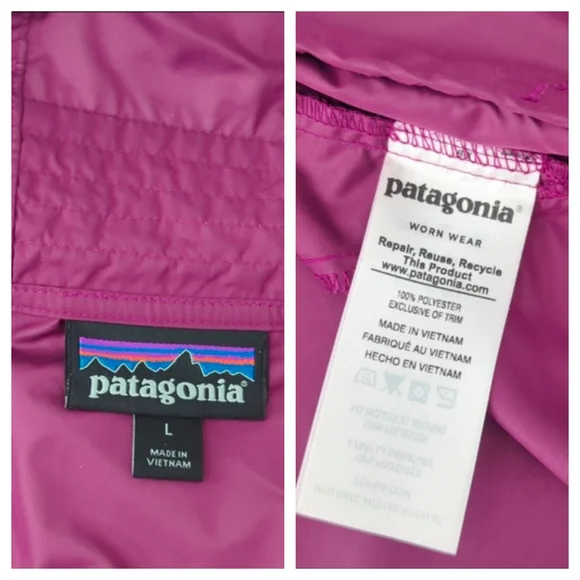 patagonia®
L
MADE IN
VIETNAM
patagonia®
WORN WEAR
Repair, Reuse, Recycle
This Product
www.patagonia.com
100% POLYESTER
EXCLUSIVE OF TRIM
MADE IN VIETNAM
FABRIQUÉ AU VIETNAM
HECHO EN VIETNAM